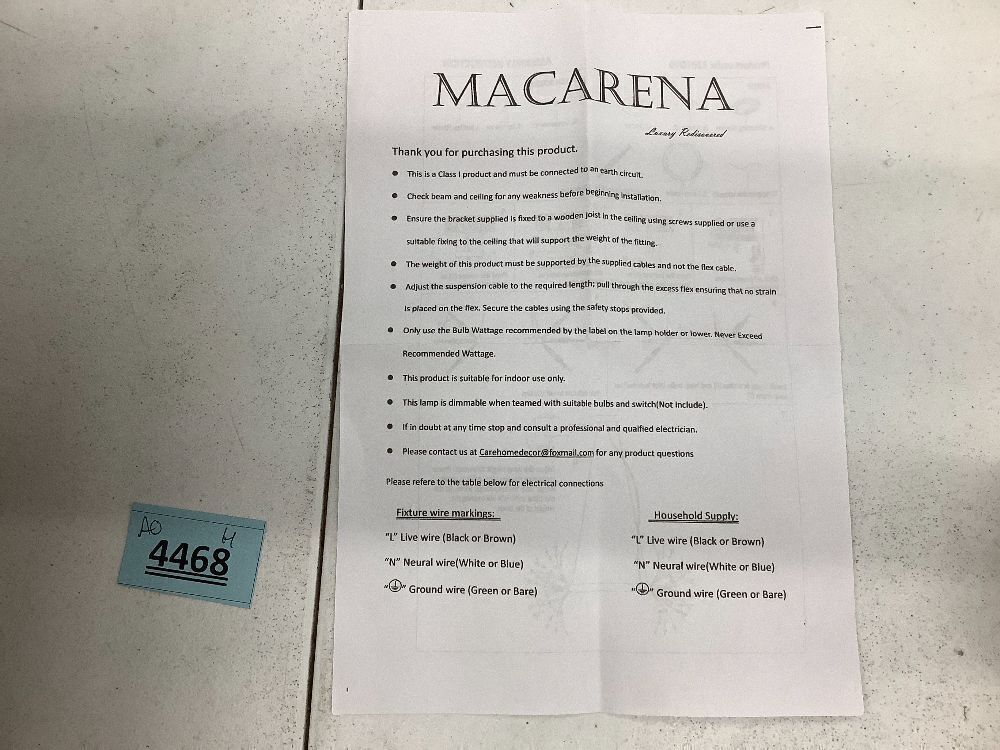 MACARENA
Luxury Rediscovered
Thank you for purchasing this product.
● This is a Class I product and must be connected to an earth circuit.
● Check beam and ceiling for any weakness before beginning installation.
● Ensure the bracket supplied is fixed to a wooden joist in the ceiling using screws supplied or use a
suitable fixing to the ceiling that will support the weight of the fitting.
● The weight of this product must be supported by the supplied cables and not the flex cable.
● Adjust the suspension cable to the required length; pull through the excess flex ensuring that no strain
is placed on the flex. Secure the cables using the safety stops provided.
● Only use the Bulb Wattage recommended by the label on the lamp holder or lower. Never Exceed
Recommended Wattage.
● This product is suitable for indoor use only.
● This lamp is dimmable when teamed with suitable bulbs and switch(Not include).
● If in doubt at any time stop and consult a professional and quaified electrician.
● Please contact us at Carehomedecor@foxmail.com for any product questions
Please refere to the table below for electrical connections
Fixture wire markings: Household Supply:
"L" Live wire (Black or Brown) "L" Live wire (Black or Brown)
"N" Neural wire(White or Blue) "N" Neural wire(White or Blue)
"⏚" Ground wire (Green or Bare) "⏚" Ground wire (Green or Bare)
AO H
4468